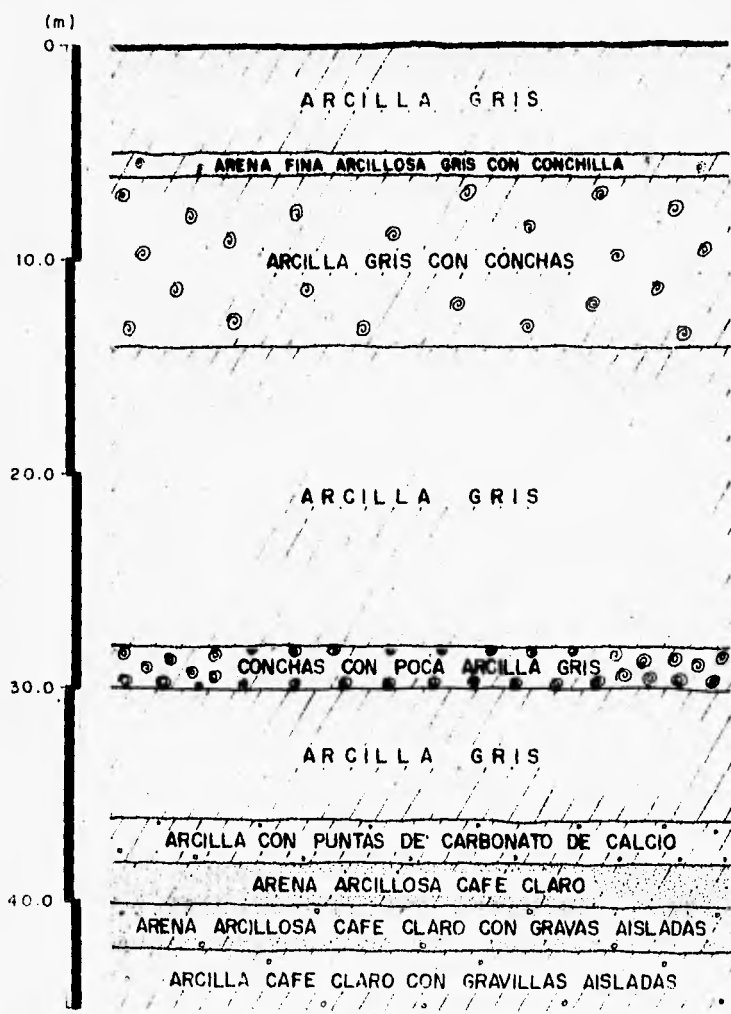 (m)
0
ARCILLA GRIS
ARENA FINA ARCILLOSA GRIS CON CONCHILLA
10.0
ARCILLA GRIS CON CONCHAS
20.0
ARCILLA GRIS
CONCHAS CON POCA ARCILLA GRIS
30.0
ARCILLA GRIS
ARCILLA CON PUNTAS DE CARBONATO DE CALCIO
ARENA ARCILLOSA CAFE CLARO
40.0
ARENA ARCILLOSA CAFE CLARO CON GRAVAS AISLADAS
ARCILLA CAFE CLARO CON GRAVILLAS AISLADAS